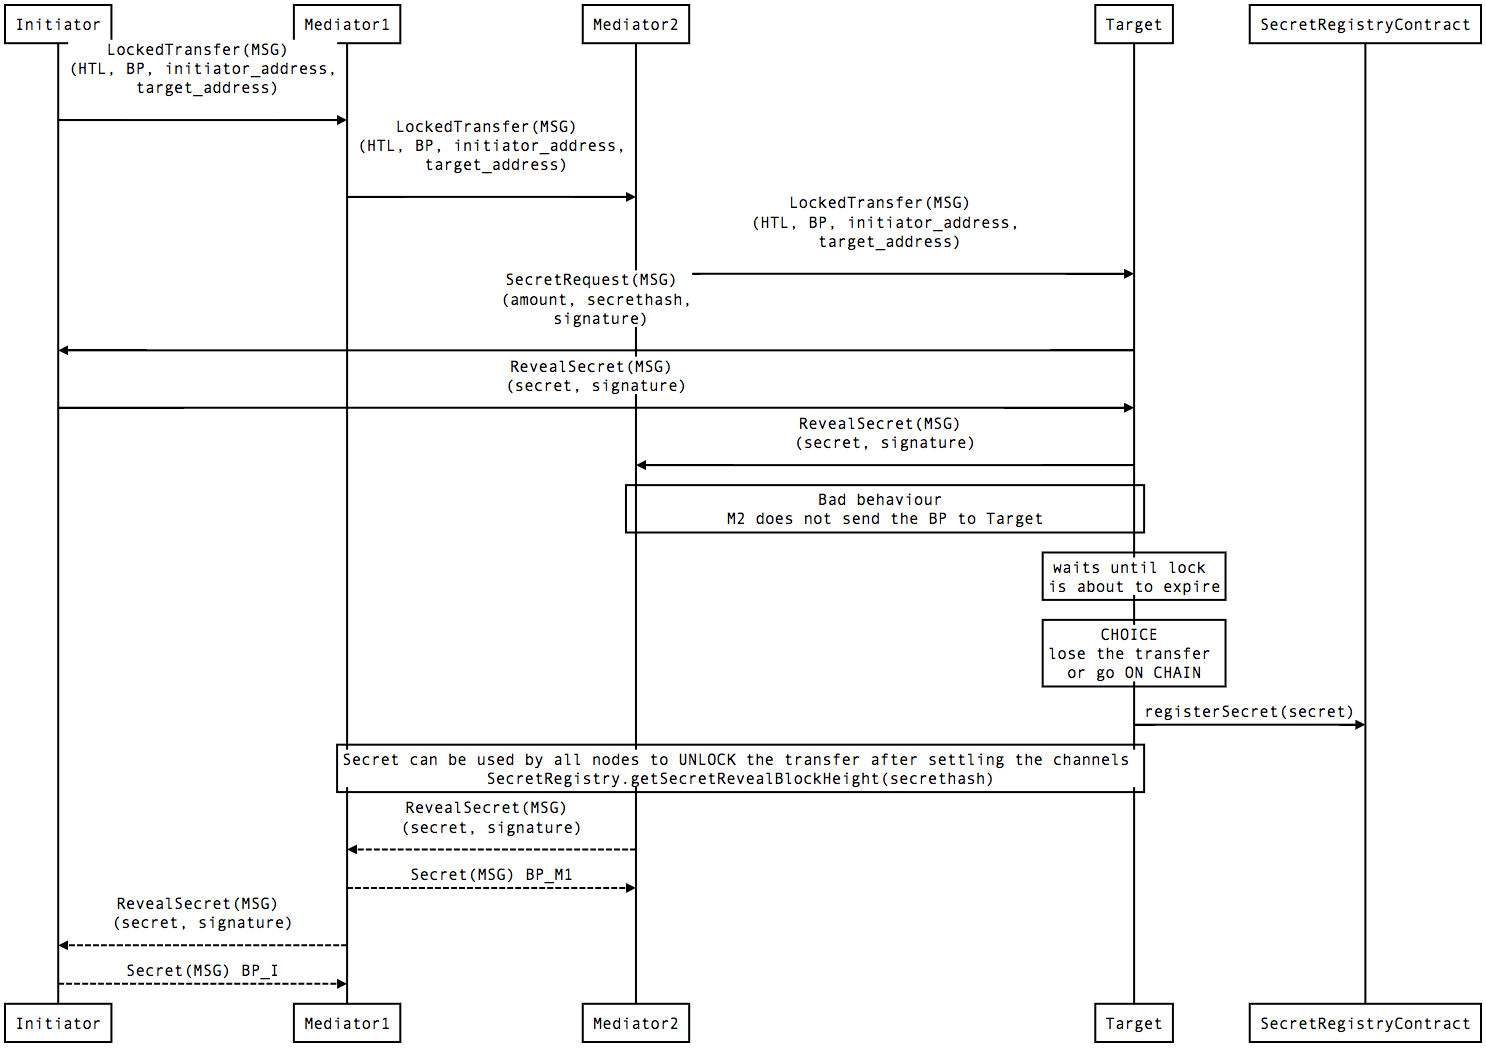 Initiator
Mediator1
Mediator2
Target
SecretRegistryContract
LockedTransfer(MSG)
(HTL, BP, initiator_address,
target_address)
LockedTransfer(MSG)
(HTL, BP, initiator_address,
target_address)
LockedTransfer(MSG)
(HTL, BP, initiator_address,
target_address)
SecretRequest(MSG)
(amount, secrethash,
signature)
RevealSecret(MSG)
(secret, signature)
RevealSecret(MSG)
(secret, signature)
Bad behaviour
M2 does not send the BP to Target
waits until lock
is about to expire
CHOICE
lose the transfer
or go ON CHAIN
registerSecret(secret)
Secret can be used by all nodes to UNLOCK the transfer after settling the channels
SecretRegistry.getSecretRevealBlockHeight(secrethash)
RevealSecret(MSG)
(secret, signature)
Secret(MSG) BP_M1
RevealSecret(MSG)
(secret, signature)
Secret(MSG) BP_I
Initiator
Mediator1
Mediator2
Target
SecretRegistryContract